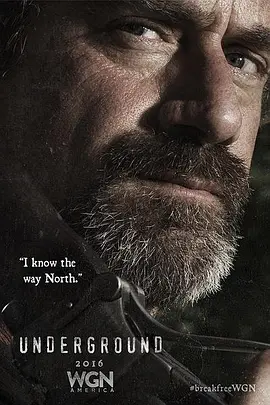 "I know the
way North."
UNDERGROUND
2016
WGN
AMERICA
#breakfreeWGN